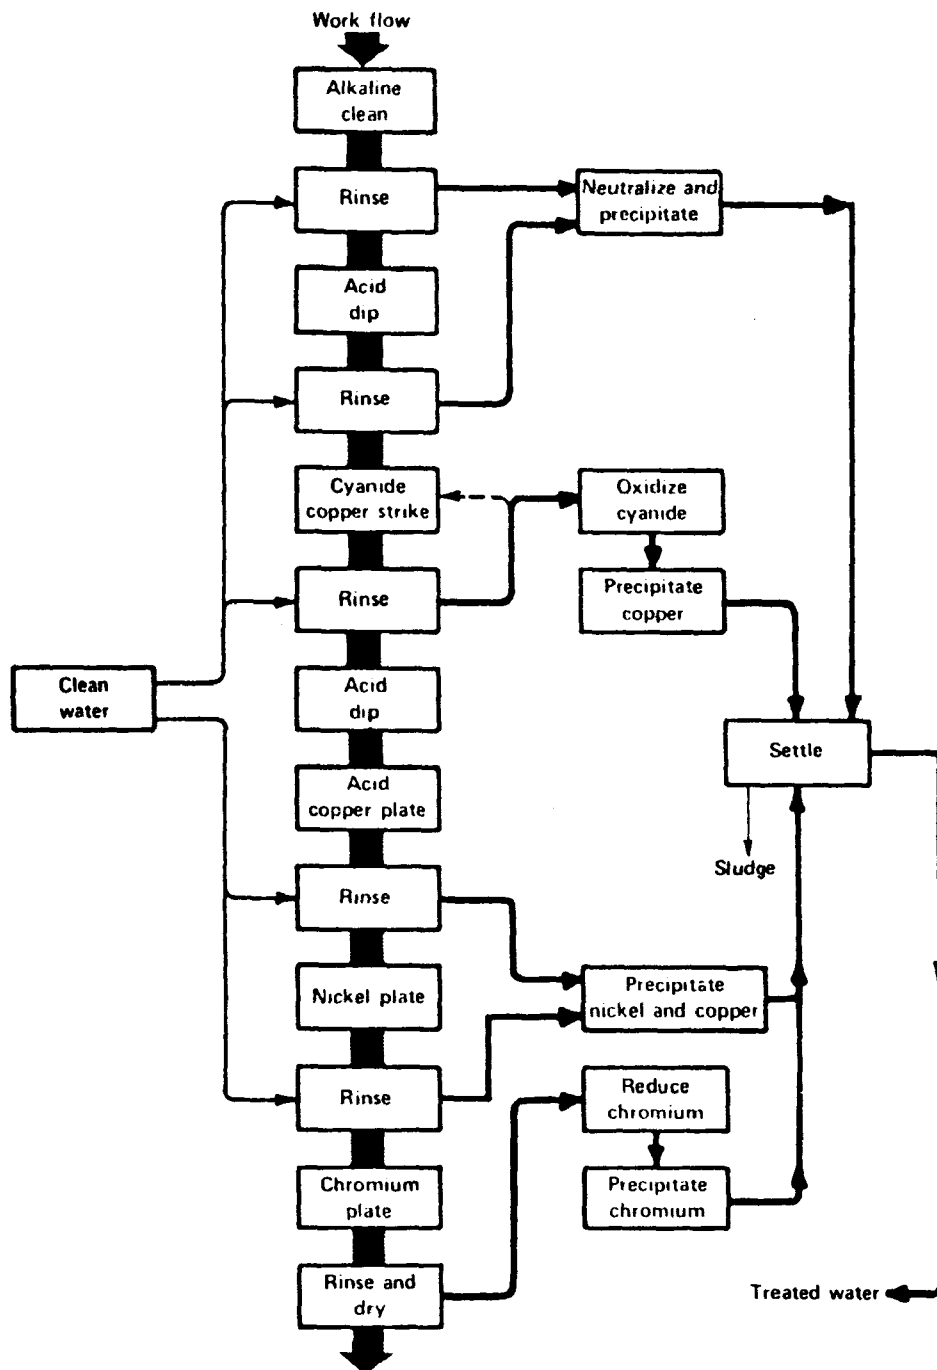 Work flow
Alkaline
clean
Rinse
Neutralize and
precipitate
Acid
dip
Rinse
Cyanide
copper strike
Oxidize
cyanide
Rinse
Precipitate
copper
Clean
water
Acid
dip
Settle
Acid
copper plate
Sludge
Rinse
Nickel plate
Precipitate
nickel and copper
Rinse
Reduce
chromium
Chromium
plate
Precipitate
chromium
Rinse and
dry
Treated water